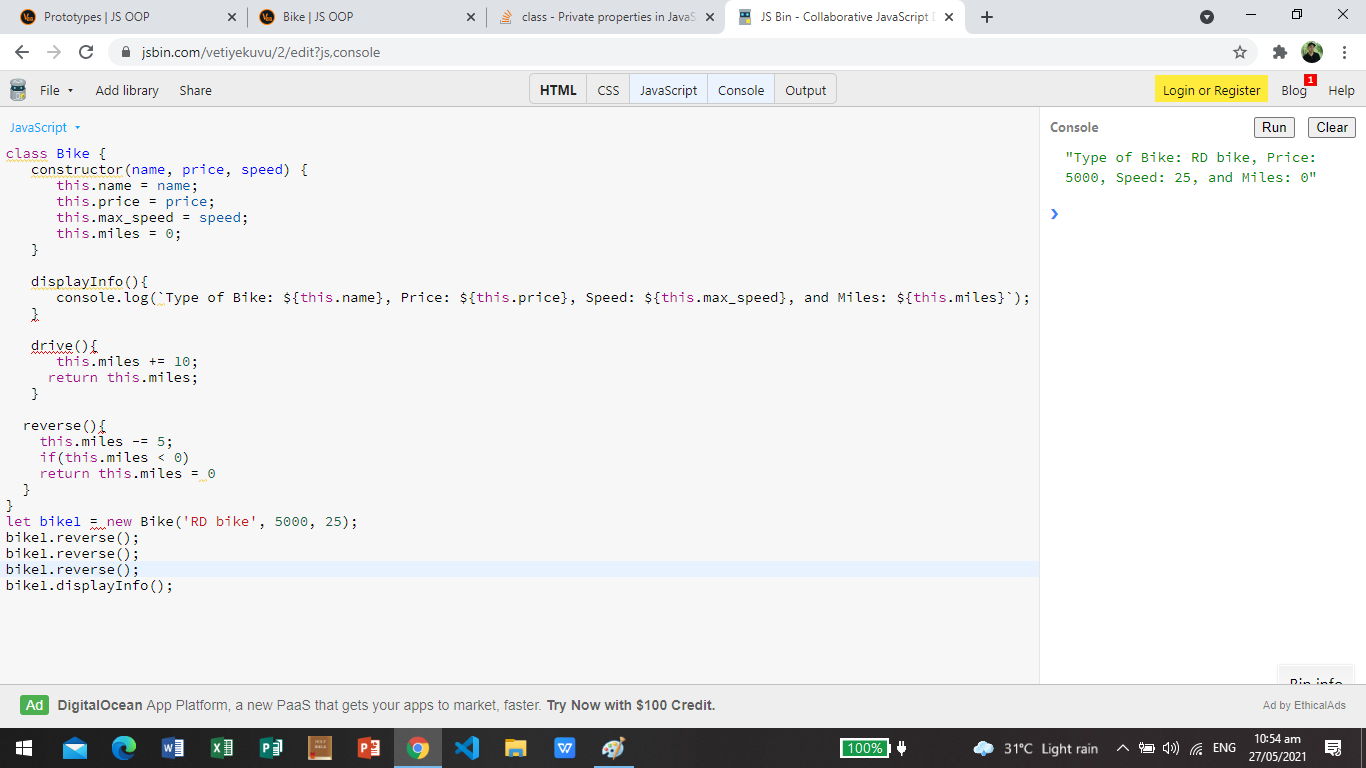 Prototypes | JS OOP
Bike | JS OOP
class - Private properties in JavaS
JS Bin - Collaborative JavaScript D
jsbin.com/vetiyekuvu/2/edit?js,console
File
Add library
Share
HTML
CSS
JavaScript
Console
Output
Login or Register
Blog
1
Help
JavaScript
class Bike {
constructor(name, price, speed) {
this.name = name;
this.price = price;
this.max_speed = speed;
this.miles = 0;
}
displayInfo(){
console.log(`Type of Bike: ${this.name}, Price: ${this.price}, Speed: ${this.max_speed}, and Miles: ${this.miles}`);
}
drive(){
this.miles += 10;
return this.miles;
}
reverse(){
this.miles -= 5;
if(this.miles < 0)
return this.miles = 0
}
}
let bike1 = new Bike('RD bike', 5000, 25);
bike1.reverse();
bike1.reverse();
bike1.reverse();
bike1.displayInfo();
Console
Run
Clear
"Type of Bike: RD bike, Price:
5000, Speed: 25, and Miles: 0"
Bin info
Ad
DigitalOcean App Platform, a new PaaS that gets your apps to market, faster. Try Now with $100 Credit.
Ad by EthicalAds
100%
31°C Light rain
ENG
10:54 am
27/05/2021